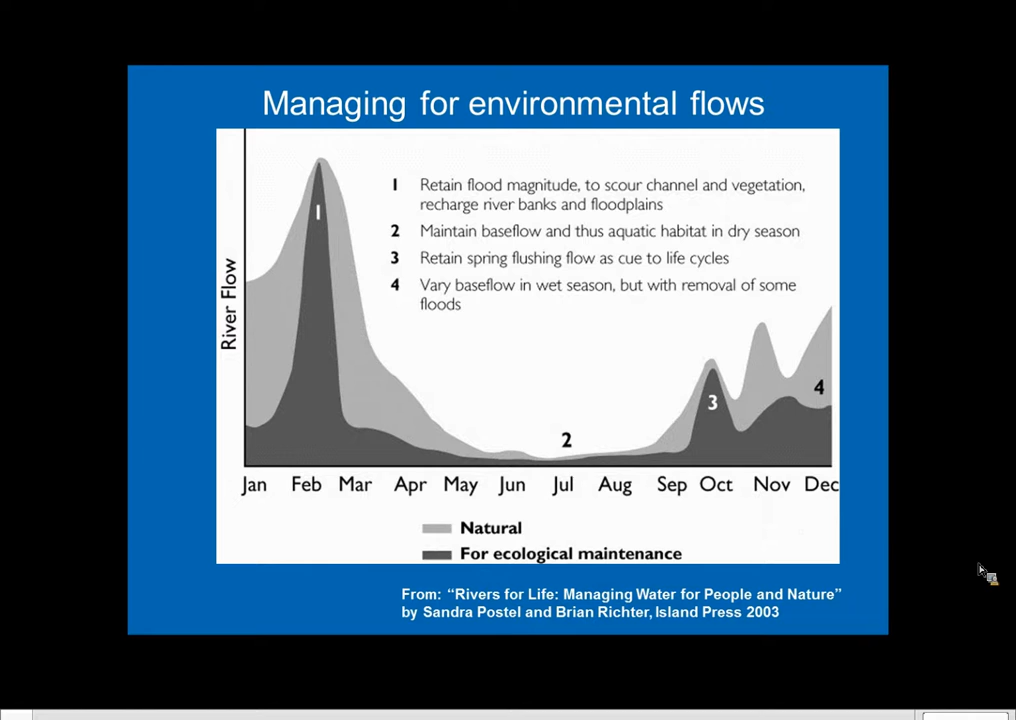 Managing for environmental flows
1 Retain flood magnitude, to scour channel and vegetation,
recharge river banks and floodplains
2 Maintain baseflow and thus aquatic habitat in dry season
3 Retain spring flushing flow as cue to life cycles
4 Vary baseflow in wet season, but with removal of some
floods
River Flow
1
2
3
4
Jan Feb Mar Apr May Jun Jul Aug Sep Oct Nov Dec
Natural
For ecological maintenance
From: “Rivers for Life: Managing Water for People and Nature”
by Sandra Postel and Brian Richter, Island Press 2003